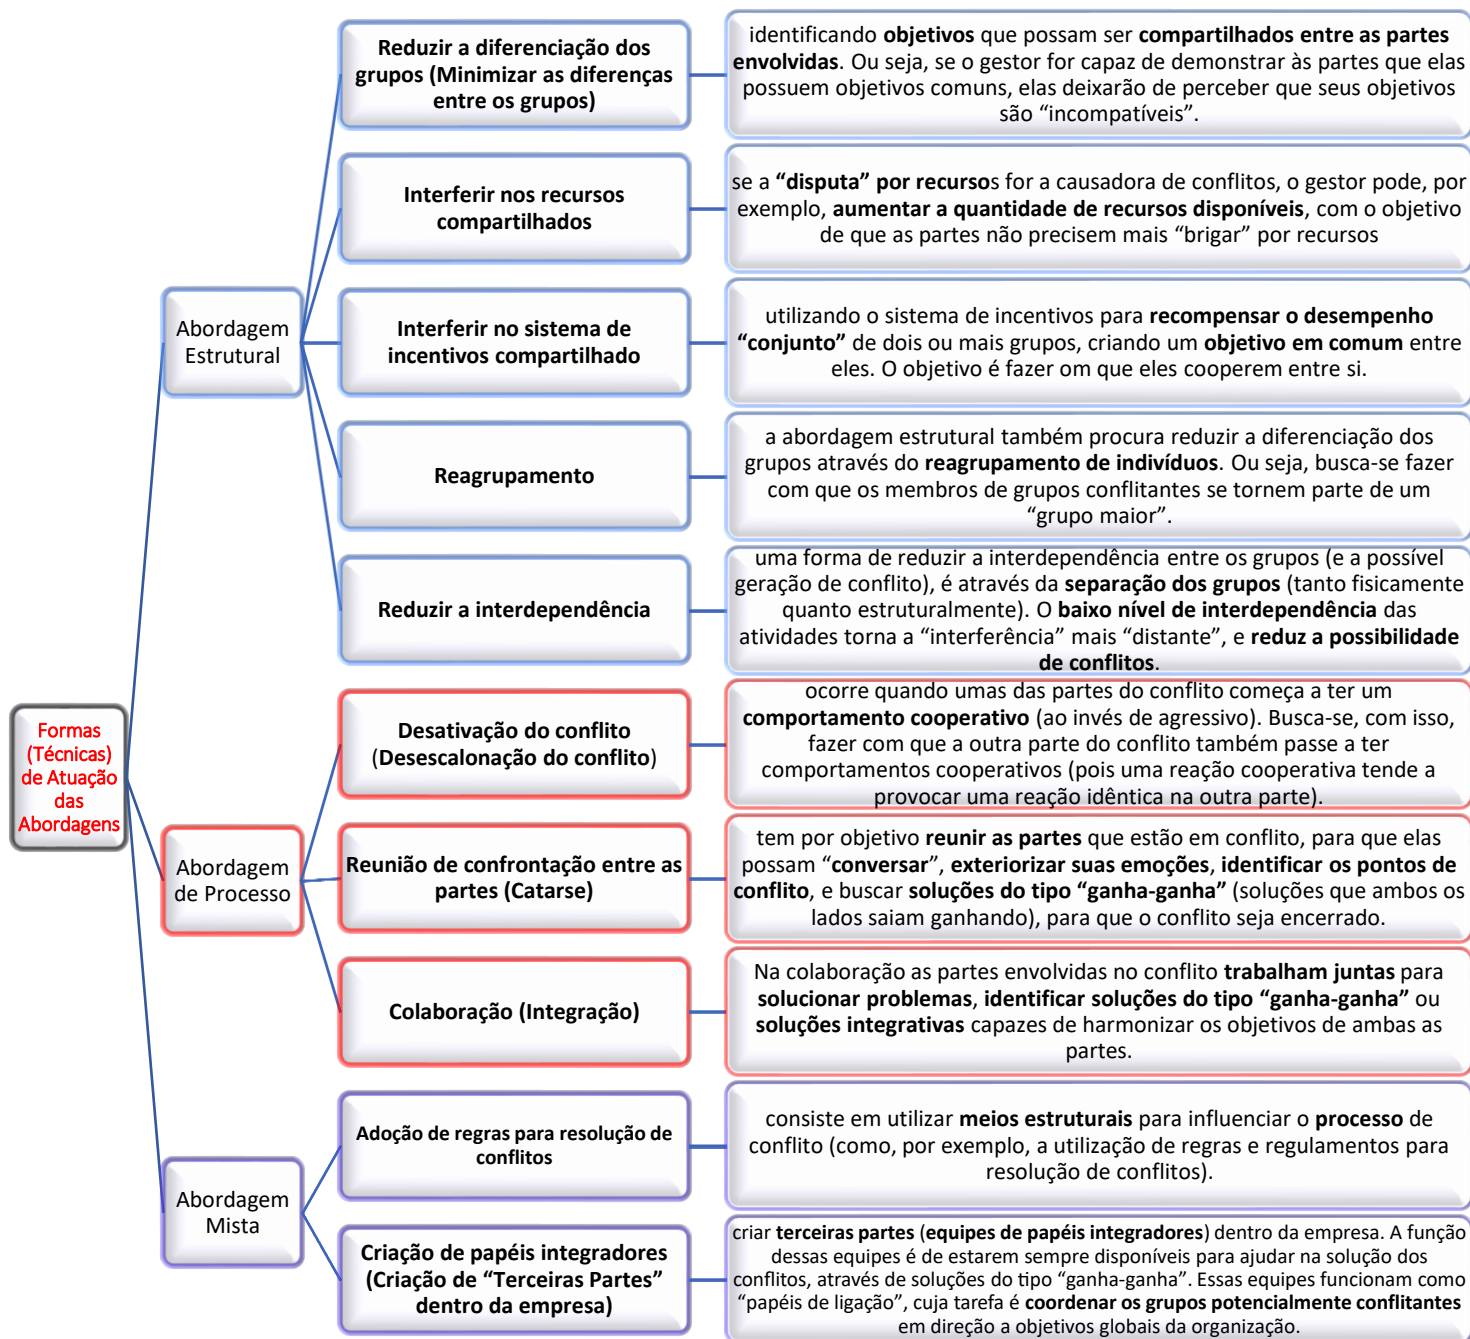 Formas
(Técnicas)
de Atuação
das
Abordagens
Abordagem
Estrutural
Reduzir a diferenciação dos
grupos (Minimizar as diferenças
entre os grupos)
identificando objetivos que possam ser compartilhados entre as partes
envolvidas. Ou seja, se o gestor for capaz de demonstrar às partes que elas
possuem objetivos comuns, elas deixarão de perceber que seus objetivos
são “incompatíveis”.
Interferir nos recursos
compartilhados
se a “disputa” por recursos for a causadora de conflitos, o gestor pode, por
exemplo, aumentar a quantidade de recursos disponíveis, com o objetivo
de que as partes não precisem mais “brigar” por recursos
Interferir no sistema de
incentivos compartilhado
utilizando o sistema de incentivos para recompensar o desempenho
“conjunto” de dois ou mais grupos, criando um objetivo em comum entre
eles. O objetivo é fazer om que eles cooperem entre si.
Reagrupamento
a abordagem estrutural também procura reduzir a diferenciação dos
grupos através do reagrupamento de indivíduos. Ou seja, busca-se fazer
com que os membros de grupos conflitantes se tornem parte de um
“grupo maior”.
Reduzir a interdependência
uma forma de reduzir a interdependência entre os grupos (e a possível
geração de conflito), é através da separação dos grupos (tanto fisicamente
quanto estruturalmente). O baixo nível de interdependência das
atividades torna a “interferência” mais “distante”, e reduz a possibilidade
de conflitos.
Abordagem
de Processo
Desativação do conflito
(Desescalonação do conflito)
ocorre quando umas das partes do conflito começa a ter um
comportamento cooperativo (ao invés de agressivo). Busca-se, com isso,
fazer com que a outra parte do conflito também passe a ter
comportamentos cooperativos (pois uma reação cooperativa tende a
provocar uma reação idêntica na outra parte).
Reunião de confrontação entre as
partes (Catarse)
tem por objetivo reunir as partes que estão em conflito, para que elas
possam “conversar”, exteriorizar suas emoções, identificar os pontos de
conflito, e buscar soluções do tipo “ganha-ganha” (soluções que ambos os
lados saiam ganhando), para que o conflito seja encerrado.
Colaboração (Integração)
Na colaboração as partes envolvidas no conflito trabalham juntas para
solucionar problemas, identificar soluções do tipo “ganha-ganha” ou
soluções integrativas capazes de harmonizar os objetivos de ambas as
partes.
Abordagem
Mista
Adoção de regras para resolução de
conflitos
consiste em utilizar meios estruturais para influenciar o processo de
conflito (como, por exemplo, a utilização de regras e regulamentos para
resolução de conflitos).
Criação de papéis integradores
(Criação de “Terceiras Partes”
dentro da empresa)
criar terceiras partes (equipes de papéis integradores) dentro da empresa. A função
dessas equipes é de estarem sempre disponíveis para ajudar na solução dos
conflitos, através de soluções do tipo “ganha-ganha”. Essas equipes funcionam como
“papéis de ligação”, cuja tarefa é coordenar os grupos potencialmente conflitantes
em direção a objetivos globais da organização.